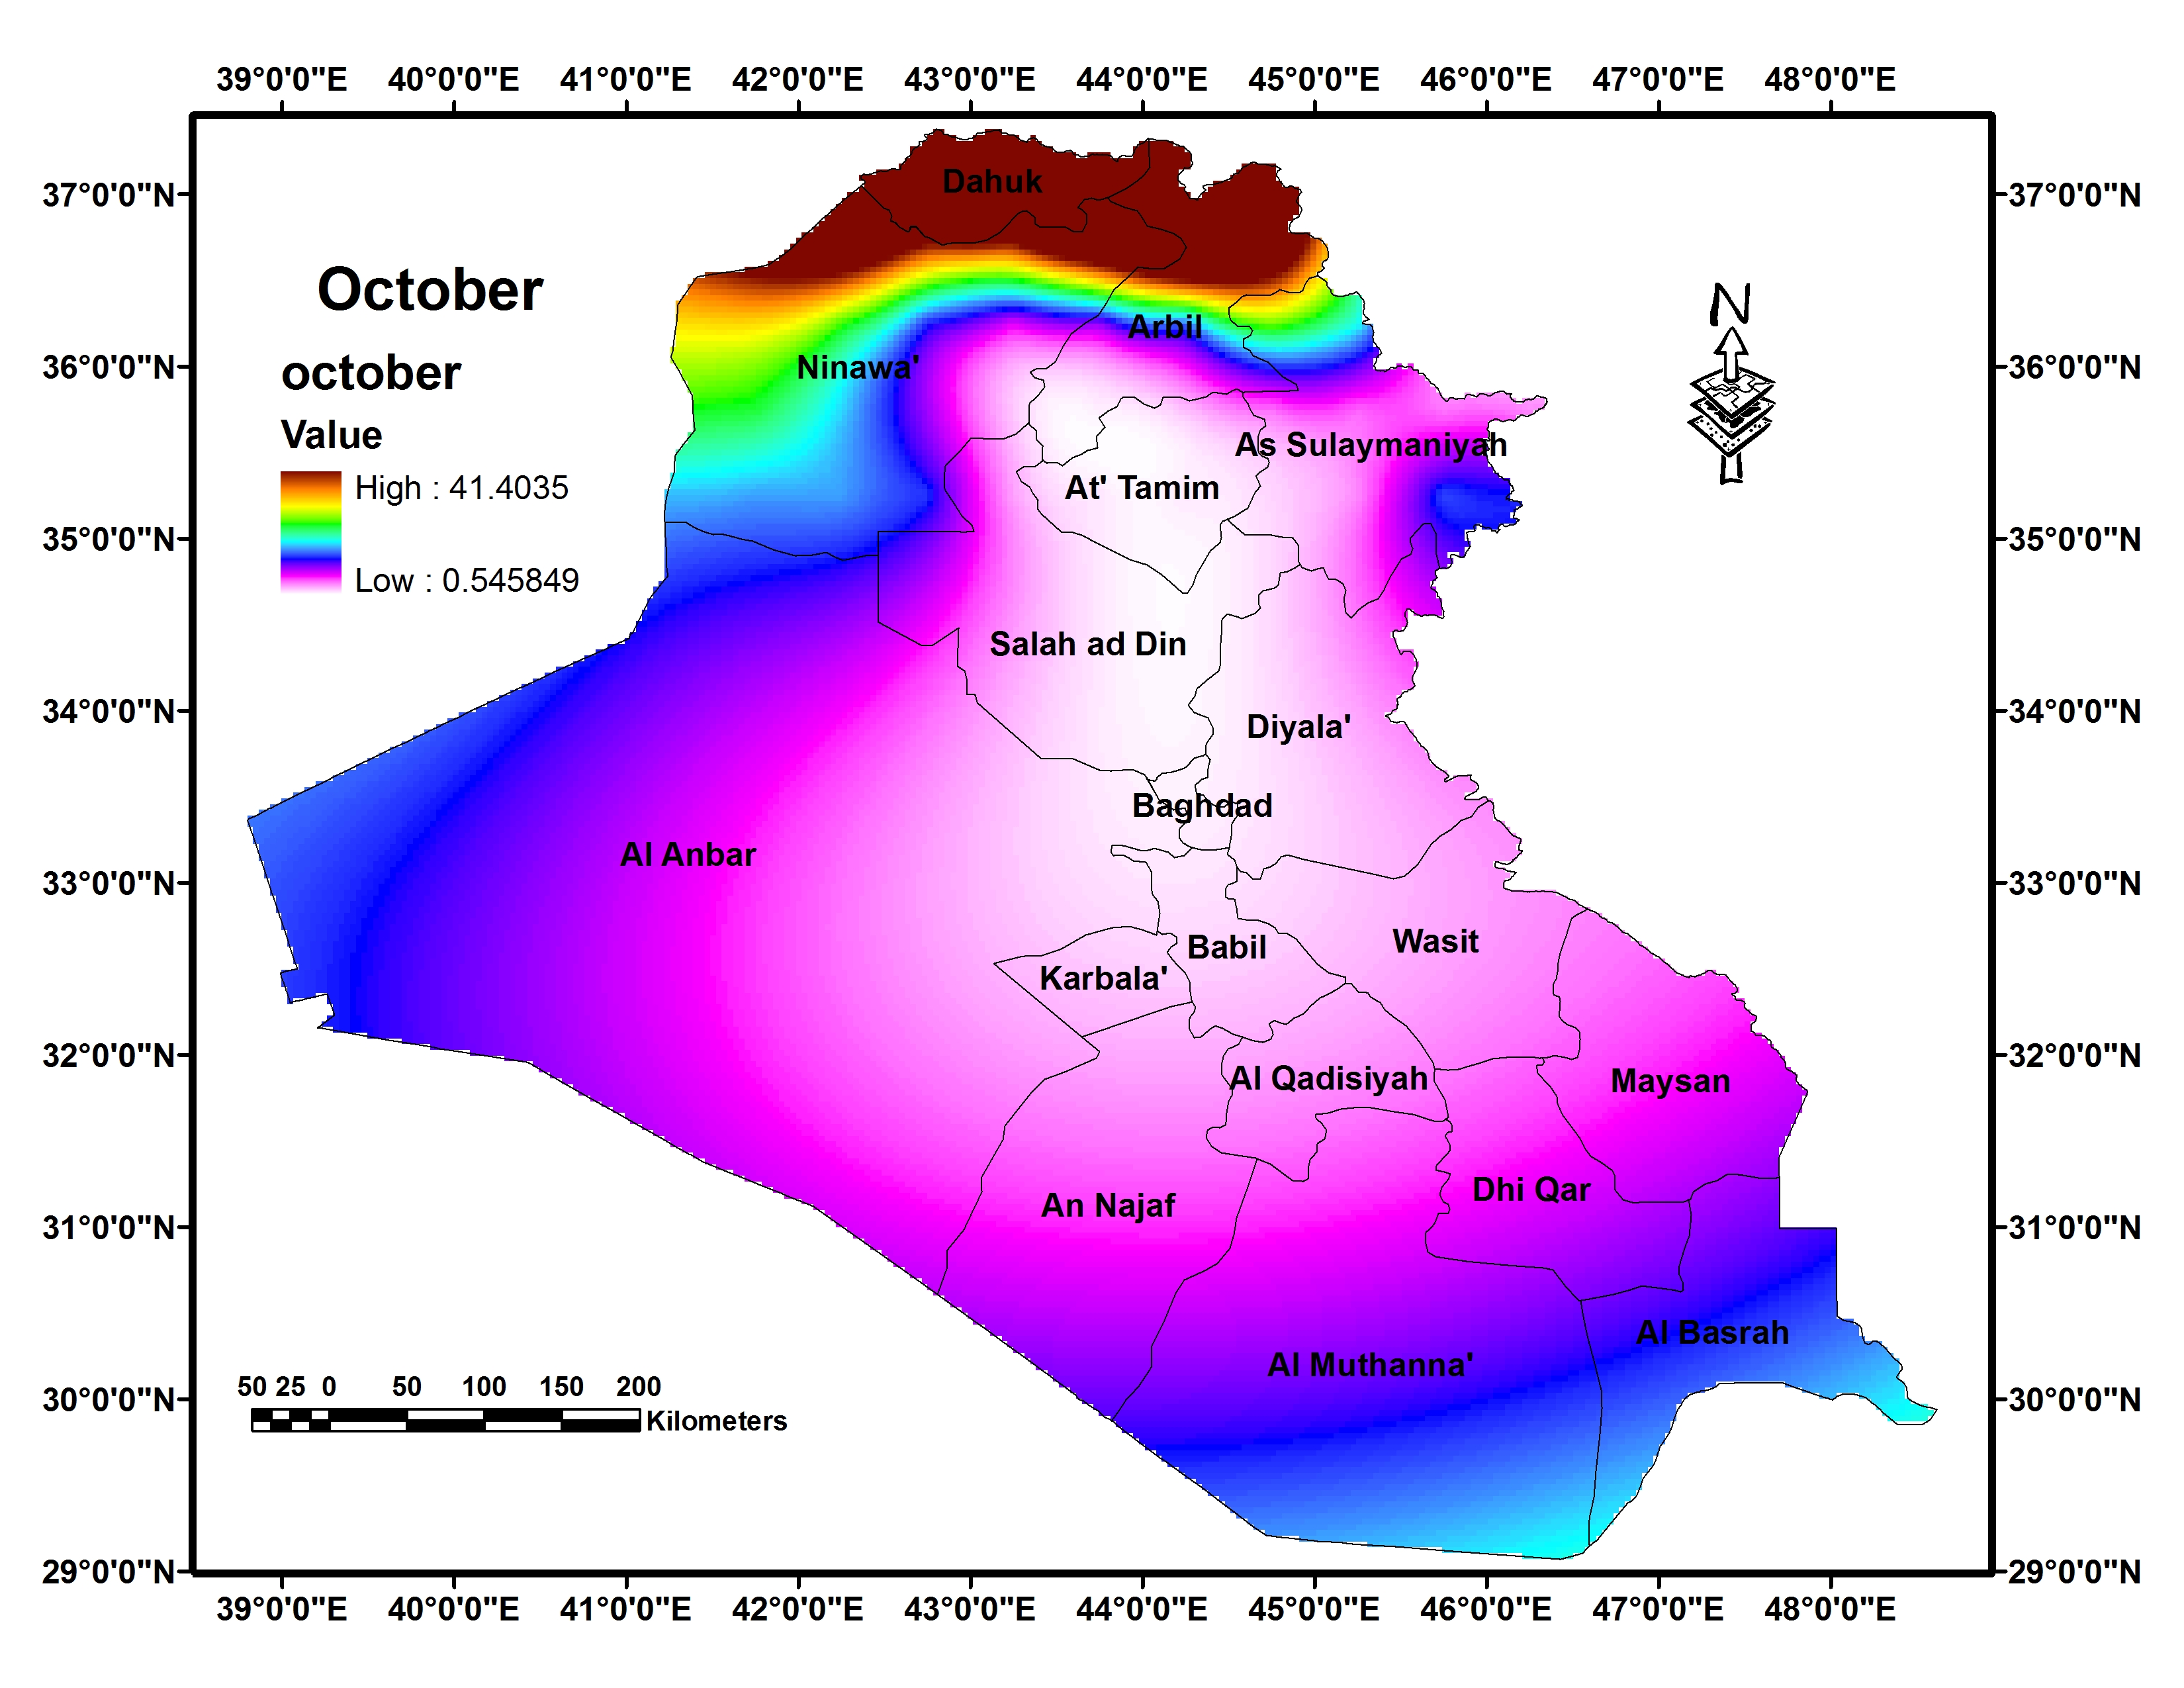 39°0'0"E 40°0'0"E 41°0'0"E 42°0'0"E 43°0'0"E 44°0'0"E 45°0'0"E 46°0'0"E 47°0'0"E 48°0'0"E
37°0'0"N
36°0'0"N
35°0'0"N
34°0'0"N
33°0'0"N
32°0'0"N
31°0'0"N
30°0'0"N
29°0'0"N
October
october
Value
High : 41.4035
Low : 0.545849
Dahuk
Arbil
Ninawa'
As Sulaymaniyah
At' Tamim
Salah ad Din
Diyala'
Baghdad
Al Anbar
Wasit
Babil
Karbala'
Al Qadisiyah
Maysan
Dhi Qar
An Najaf
Al Basrah
Al Muthanna'
N
50 25 0 50 100 150 200
Kilometers
37°0'0"N
36°0'0"N
35°0'0"N
34°0'0"N
33°0'0"N
32°0'0"N
31°0'0"N
30°0'0"N
29°0'0"N
39°0'0"E 40°0'0"E 41°0'0"E 42°0'0"E 43°0'0"E 44°0'0"E 45°0'0"E 46°0'0"E 47°0'0"E 48°0'0"E